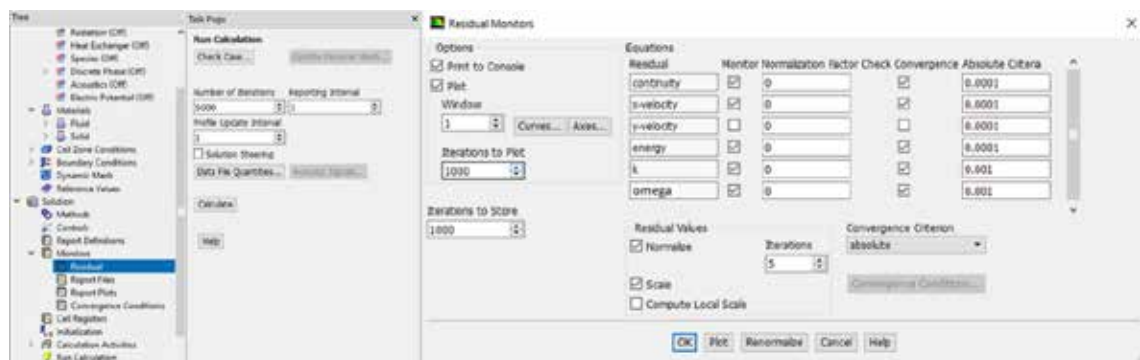 Tree
Radiation (Off)
Heat Exchanger (Off)
Species (Off)
Discrete Phase (Off)
Acoustics (Off)
Electric Potential (Off)
Materials
Fluid
Solid
Cell Zone Conditions
Boundary Conditions
Dynamic Mesh
Reference Values
Solution
Methods
Controls
Report Definitions
Monitors
Residual
Report Files
Report Plots
Convergence Conditions
Cell Registers
Initialization
Calculation Activities
Run Calculation
Task Page
Run Calculation
Check Case...
Number of Iterations Reporting Interval
5000 1
Profile Update Interval
1
Solution Steering
Data File Quantities...
Calculate
Help
Residual Monitors
Options
Print to Console
Plot
Window
1 Curves... Axes...
Iterations to Plot
1000
Iterations to Store
1000
Equations
Residual Monitor Normalization Factor Check Convergence Absolute Critera
continuity 0 0.0001
x-velocity 0 0.0001
y-velocity 0 0.0001
energy 0 0.0001
k 0 0.001
omega 0 0.001
Residual Values Convergence Criterion
Normalize Iterations absolute
5
Scale Convergence Conditions...
Compute Local Scale
OK Plot Renormalize Cancel Help